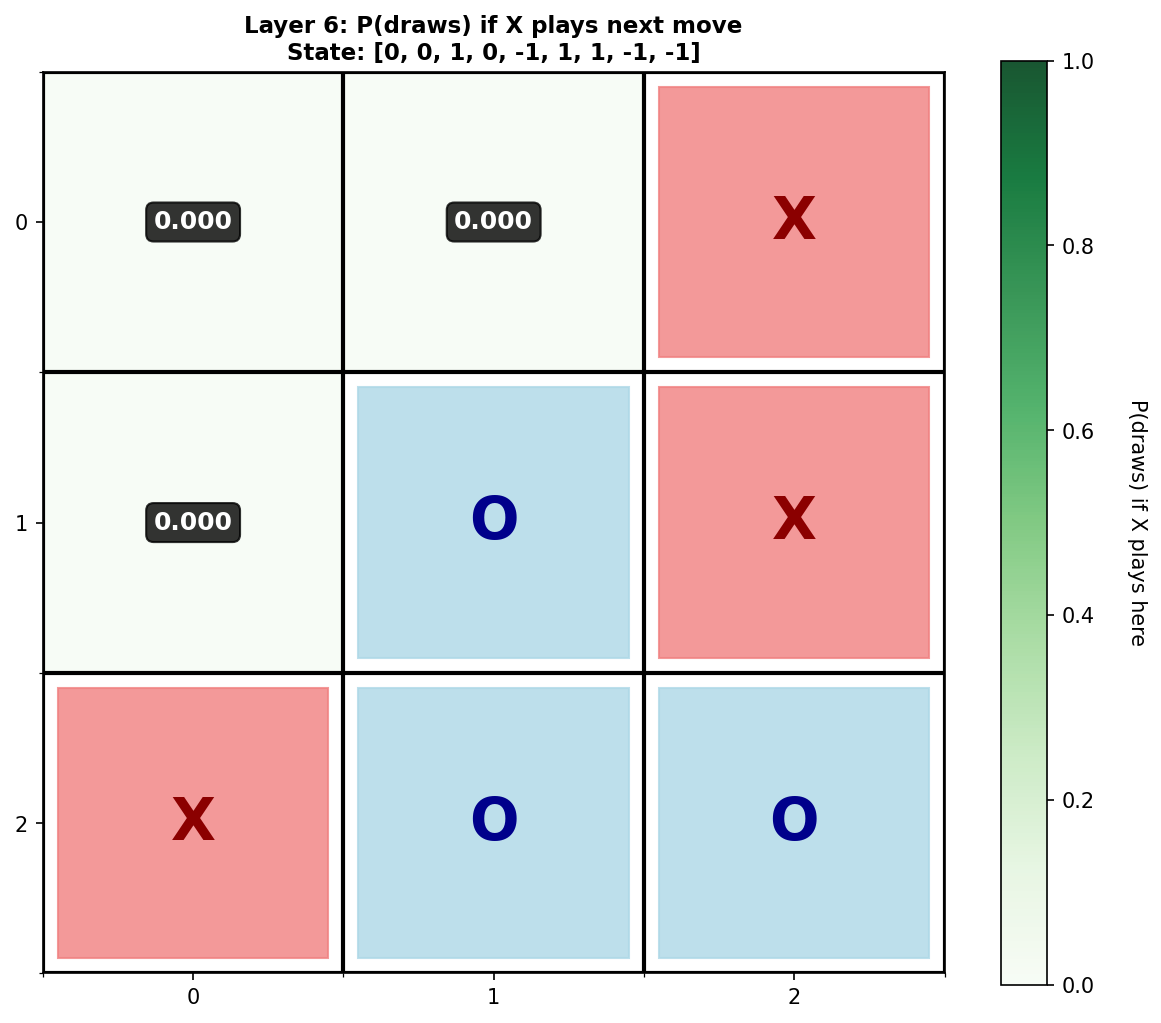 Layer 6: P(draws) if X plays next move
State: [0, 0, 1, 0, -1, 1, 1, -1, -1]
0.000
0.000
X
0.000
O
X
X
O
O
0
1
2
0
1
2
1.0
0.8
0.6
0.4
0.2
0.0
P(draws) if X plays here